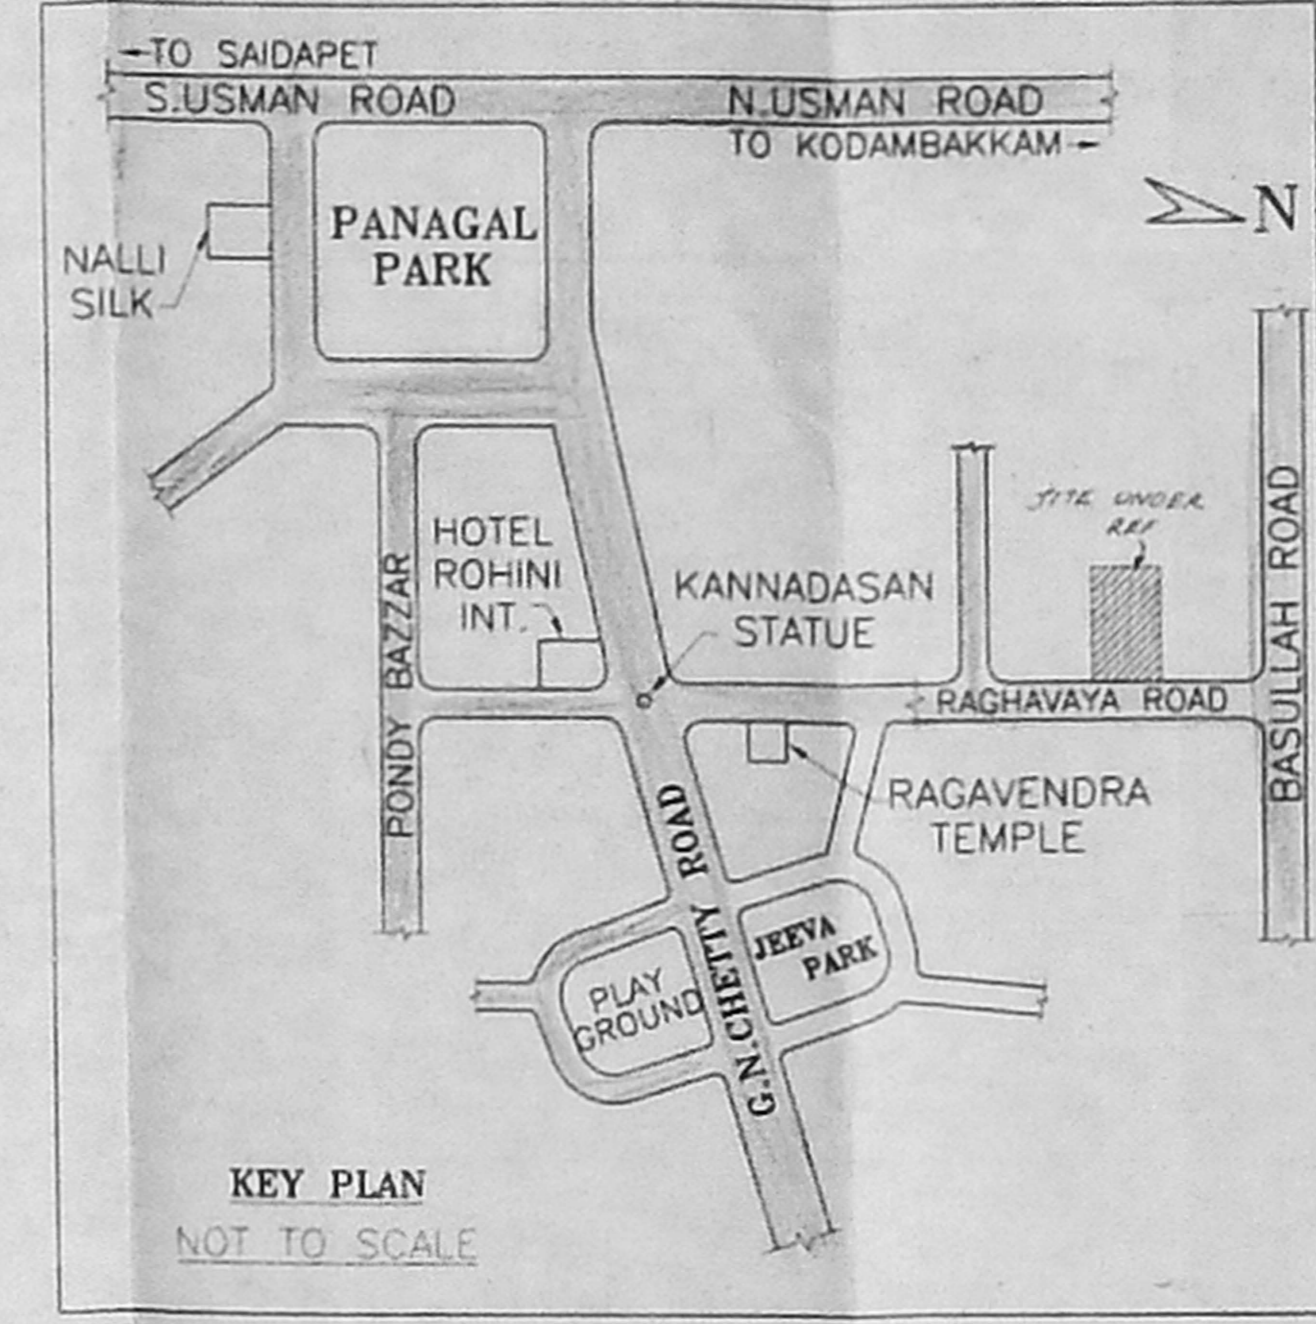 TO SAIDAPET
S.USMAN ROAD
N.USMAN ROAD
TO KODAMBAKKAM
N
PANAGAL
PARK
NALLI
SILK
SITE UNDER
REF
HOTEL
ROHINI
INT.
KANNADASAN
STATUE
PONDY BAZZAR
RAGHAVAYA ROAD
BASULLAH ROAD
RAGAVENDRA
TEMPLE
G.N.CHETTY ROAD
JEEVA
PARK
PLAY
GROUND
KEY PLAN
NOT TO SCALE